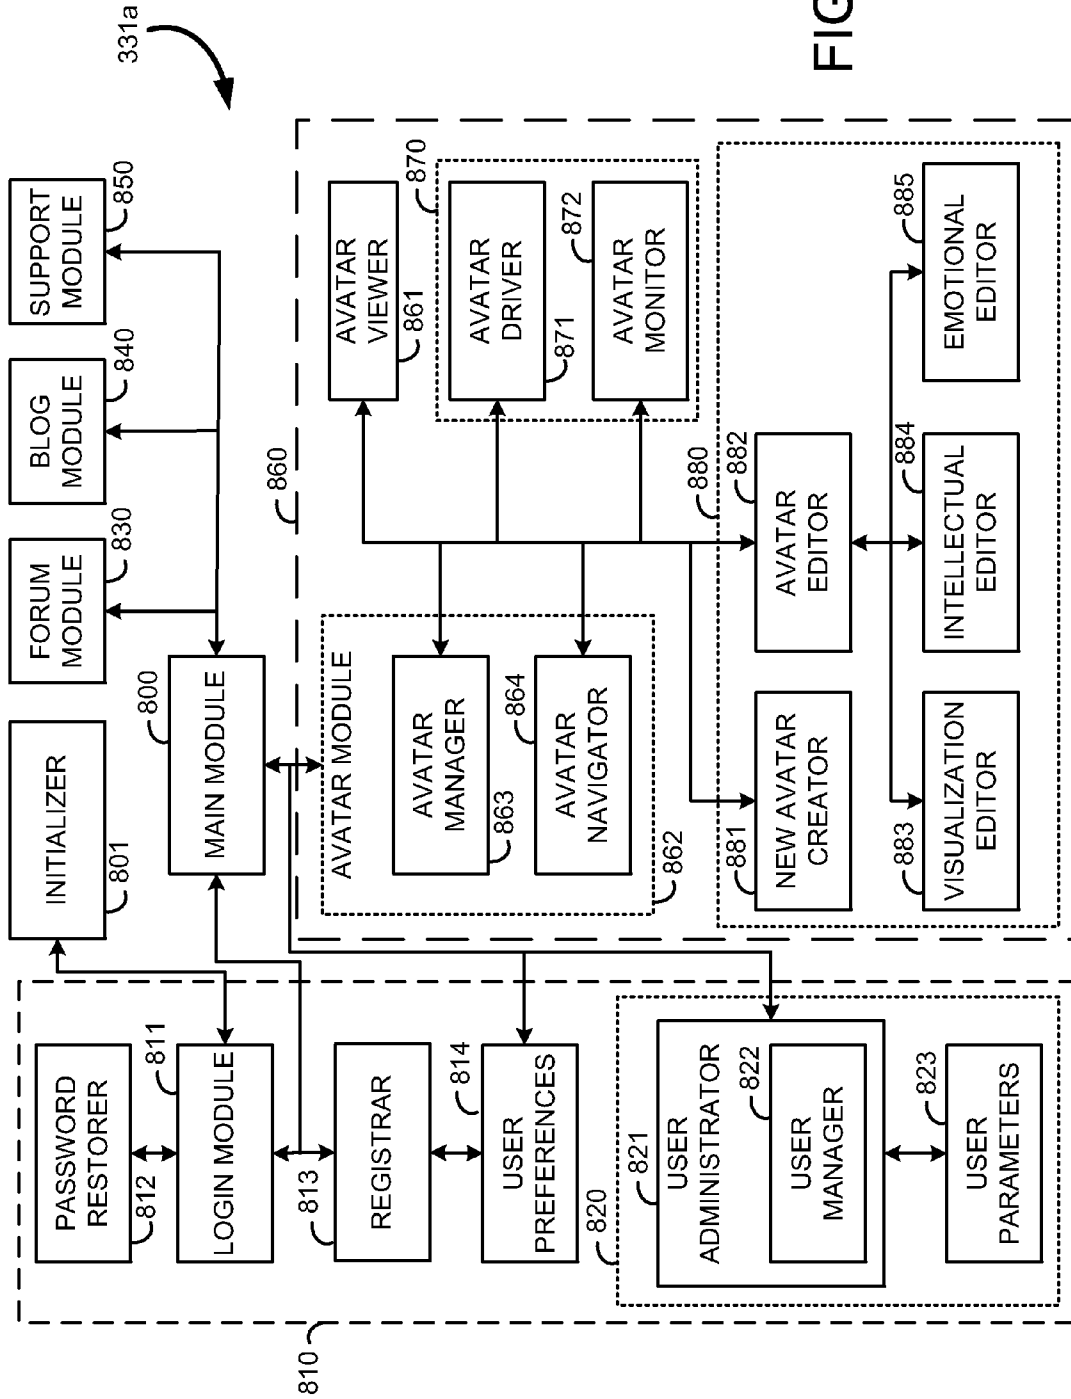 331a
SUPPORT
MODULE
850
BLOG
MODULE
840
FORUM
MODULE
830
INITIALIZER
801
MAIN MODULE
800
860
AVATAR
VIEWER
861
870
AVATAR
DRIVER
871
872
AVATAR
MONITOR
AVATAR MODULE
AVATAR
MANAGER
863
864
AVATAR
NAVIGATOR
862
880
882
AVATAR
EDITOR
881
NEW AVATAR
CREATOR
885
EMOTIONAL
EDITOR
884
INTELLECTUAL
EDITOR
883
VISUALIZATION
EDITOR
810
PASSWORD
RESTORER
812
811
LOGIN MODULE
813
REGISTRAR
814
USER
PREFERENCES
820
821
USER
ADMINISTRATOR
822
USER
MANAGER
823
USER
PARAMETERS
FIG